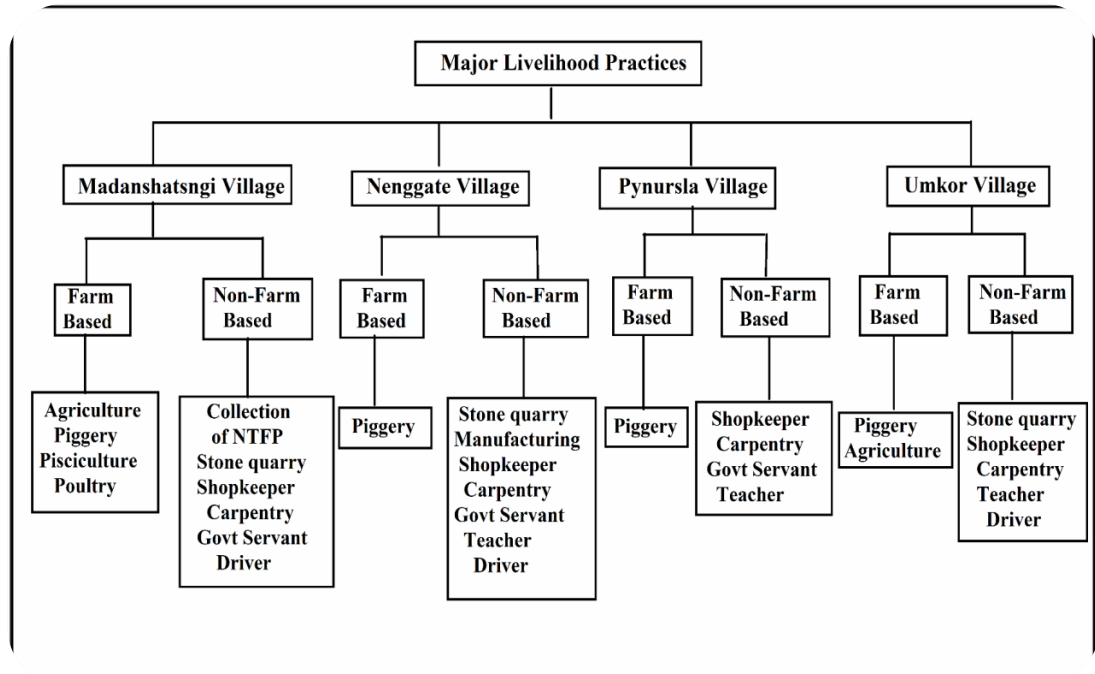 Major Livelihood Practices
Madanshatsngi Village
Nenggate Village
Pynursla Village
Umkor Village
Farm
Based
Non-Farm
Based
Farm
Based
Non-Farm
Based
Farm
Based
Non-Farm
Based
Farm
Based
Non-Farm
Based
Agriculture
Piggery
Pisciculture
Poultry
Collection
of NTFP
Stone quarry
Shopkeeper
Carpentry
Govt Servant
Driver
Piggery
Stone quarry
Manufacturing
Shopkeeper
Carpentry
Govt Servant
Teacher
Driver
Piggery
Shopkeeper
Carpentry
Govt Servant
Teacher
Piggery
Agriculture
Stone quarry
Shopkeeper
Carpentry
Teacher
Driver